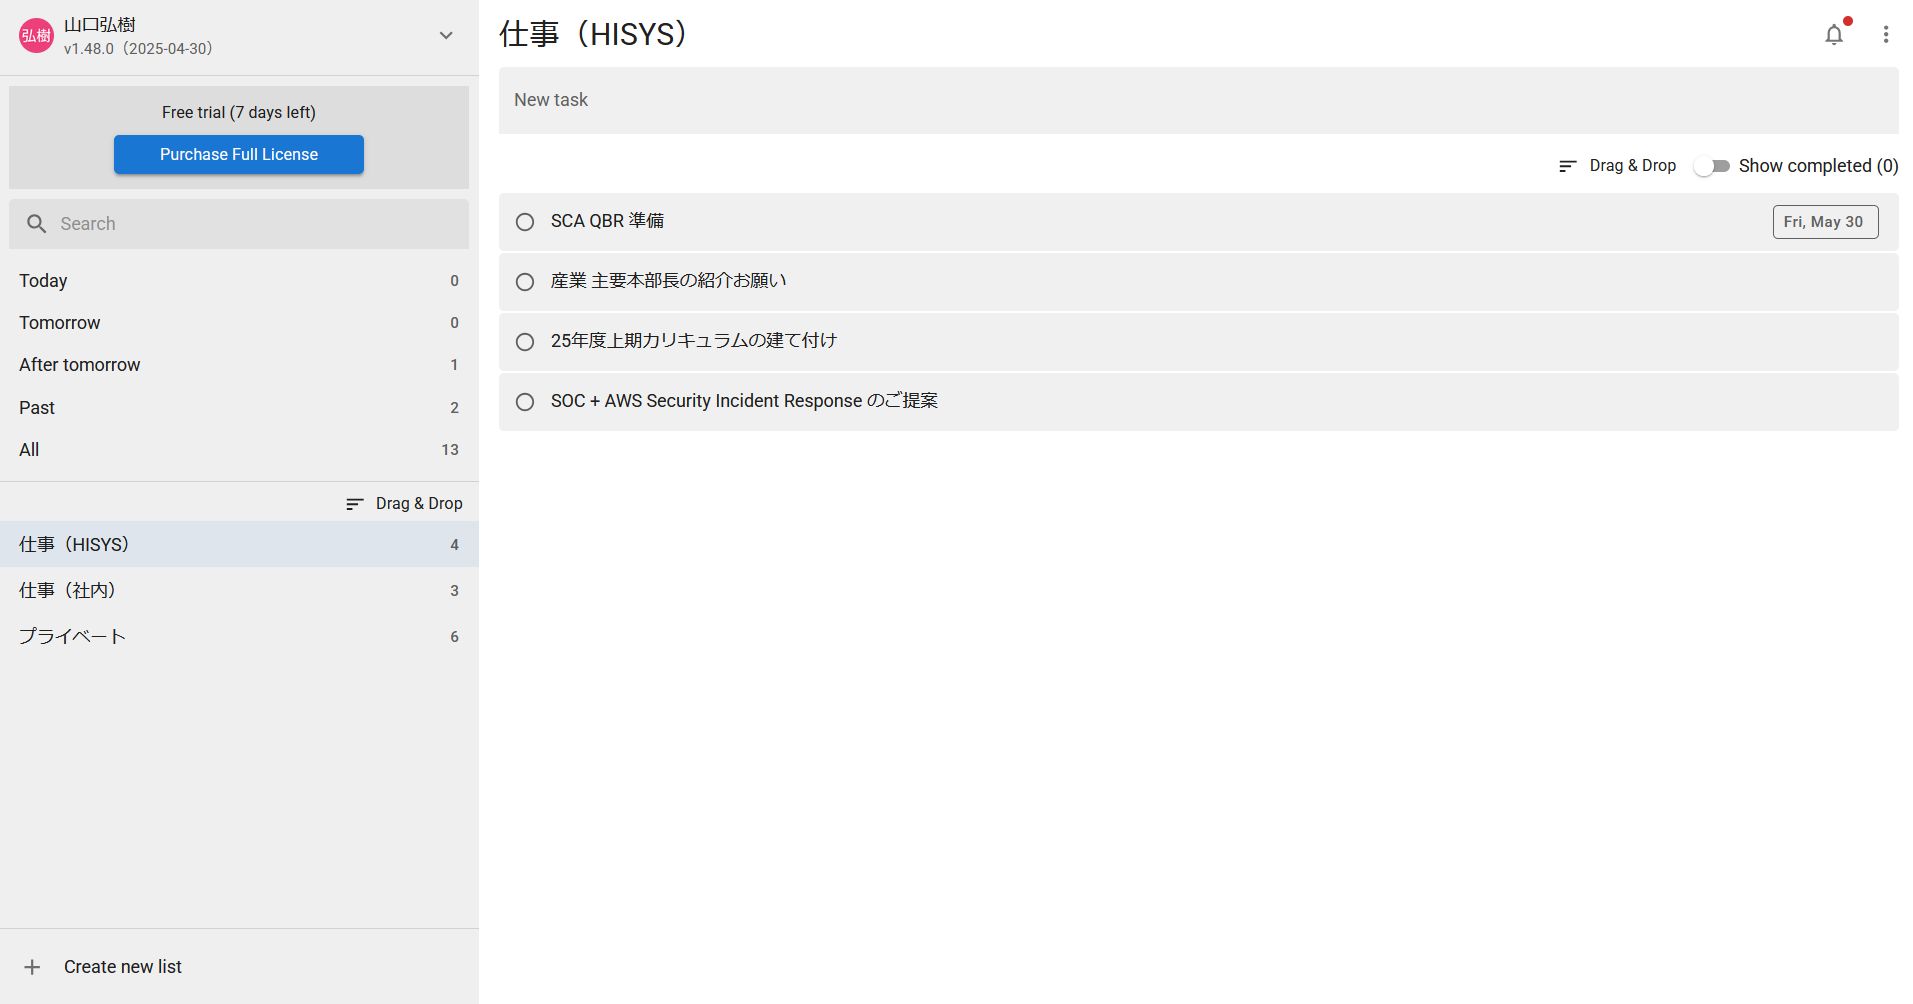 弘樹
山口弘樹
v1.48.0（2025-04-30）
Free trial (7 days left)
Purchase Full License
Search
Today 0
Tomorrow 0
After tomorrow 1
Past 2
All 13
Drag & Drop
仕事（HISYS） 4
仕事（社内） 3
プライベート 6
Create new list
仕事（HISYS）
New task
Drag & Drop Show completed (0)
SCA QBR 準備 Fri, May 30
産業 主要本部長の紹介お願い
25年度上期カリキュラムの建て付け
SOC + AWS Security Incident Response のご提案